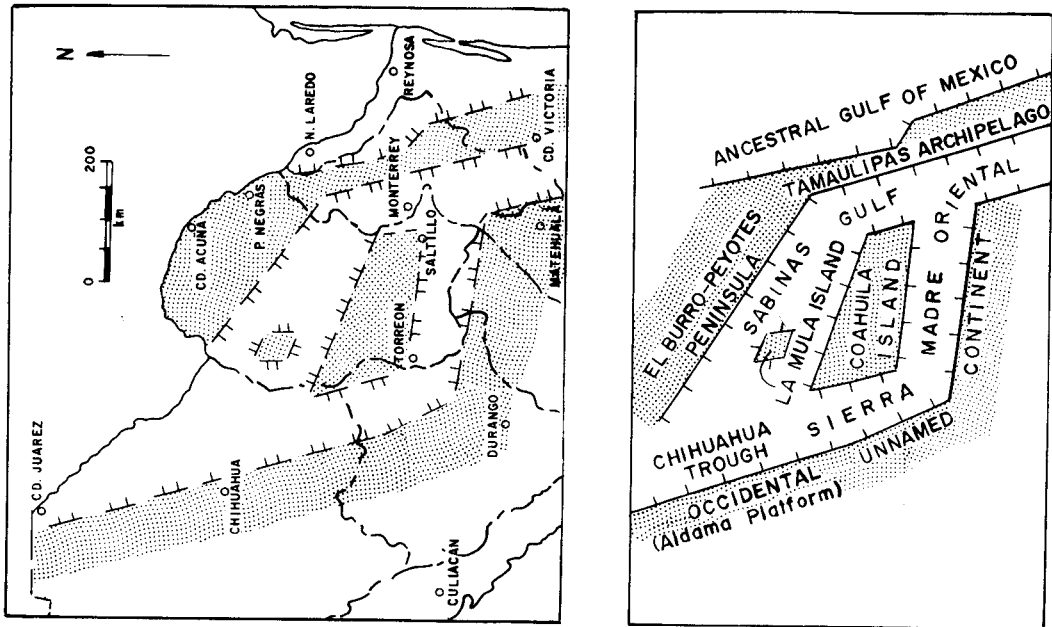 N
0 200
km
CD. JUAREZ
CD. ACUÑA
P. NEGRAS
N. LAREDO
REYNOSA
CHIHUAHUA
MONTERREY
SALTILLO
TORREON
CD. VICTORIA
MATEHUALA
DURANGO
CULIACAN
ANCESTRAL GULF OF MEXICO
TAMAULIPAS ARCHIPELAGO
EL BURRO-PEYOTES
PENINSULA
SABINAS GULF
LA MULA ISLAND
COAHUILA
ISLAND
CHIHUAHUA
TROUGH
SIERRA MADRE ORIENTAL
OCCIDENTAL
(Aldama Platform)
UNNAMED CONTINENT